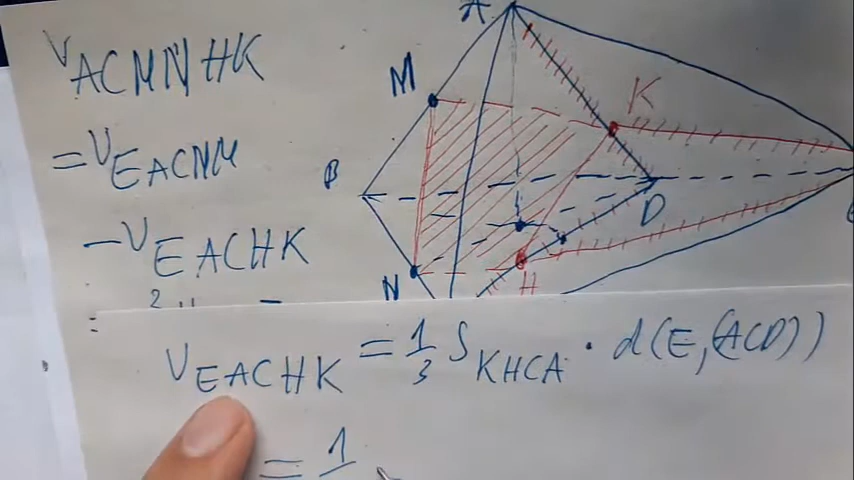 V ACMNHK
= V EACNM
- V EACHK
A
M
K
B
D
N
H
V EACHK = 1/3 S KHCA . d(E, (ACD))
= 1